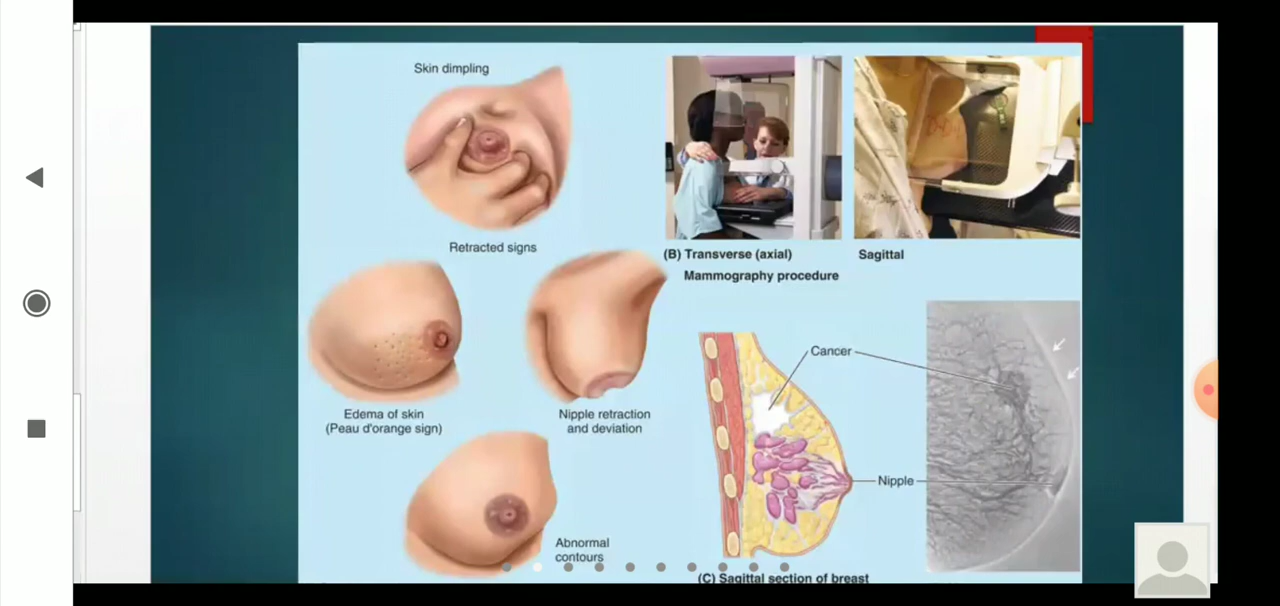 Skin dimpling
Retracted signs
Edema of skin
(Peau d'orange sign)
Nipple retraction
and deviation
Abnormal
contours
(B) Transverse (axial)
Sagittal
Mammography procedure
Cancer
Nipple
(C) Sagittal section of breast